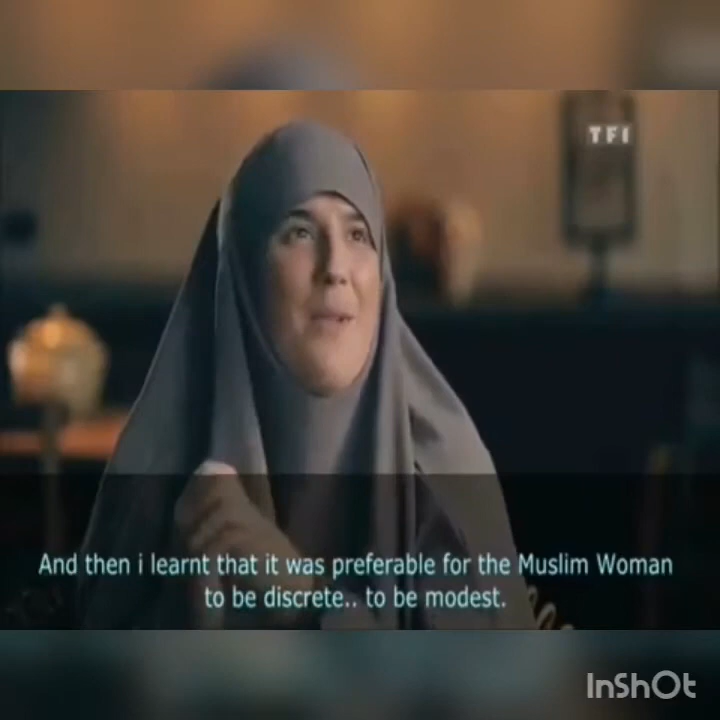 TF1
And then i learnt that it was preferable for the Muslim Woman
to be discrete.. to be modest.
InShOt